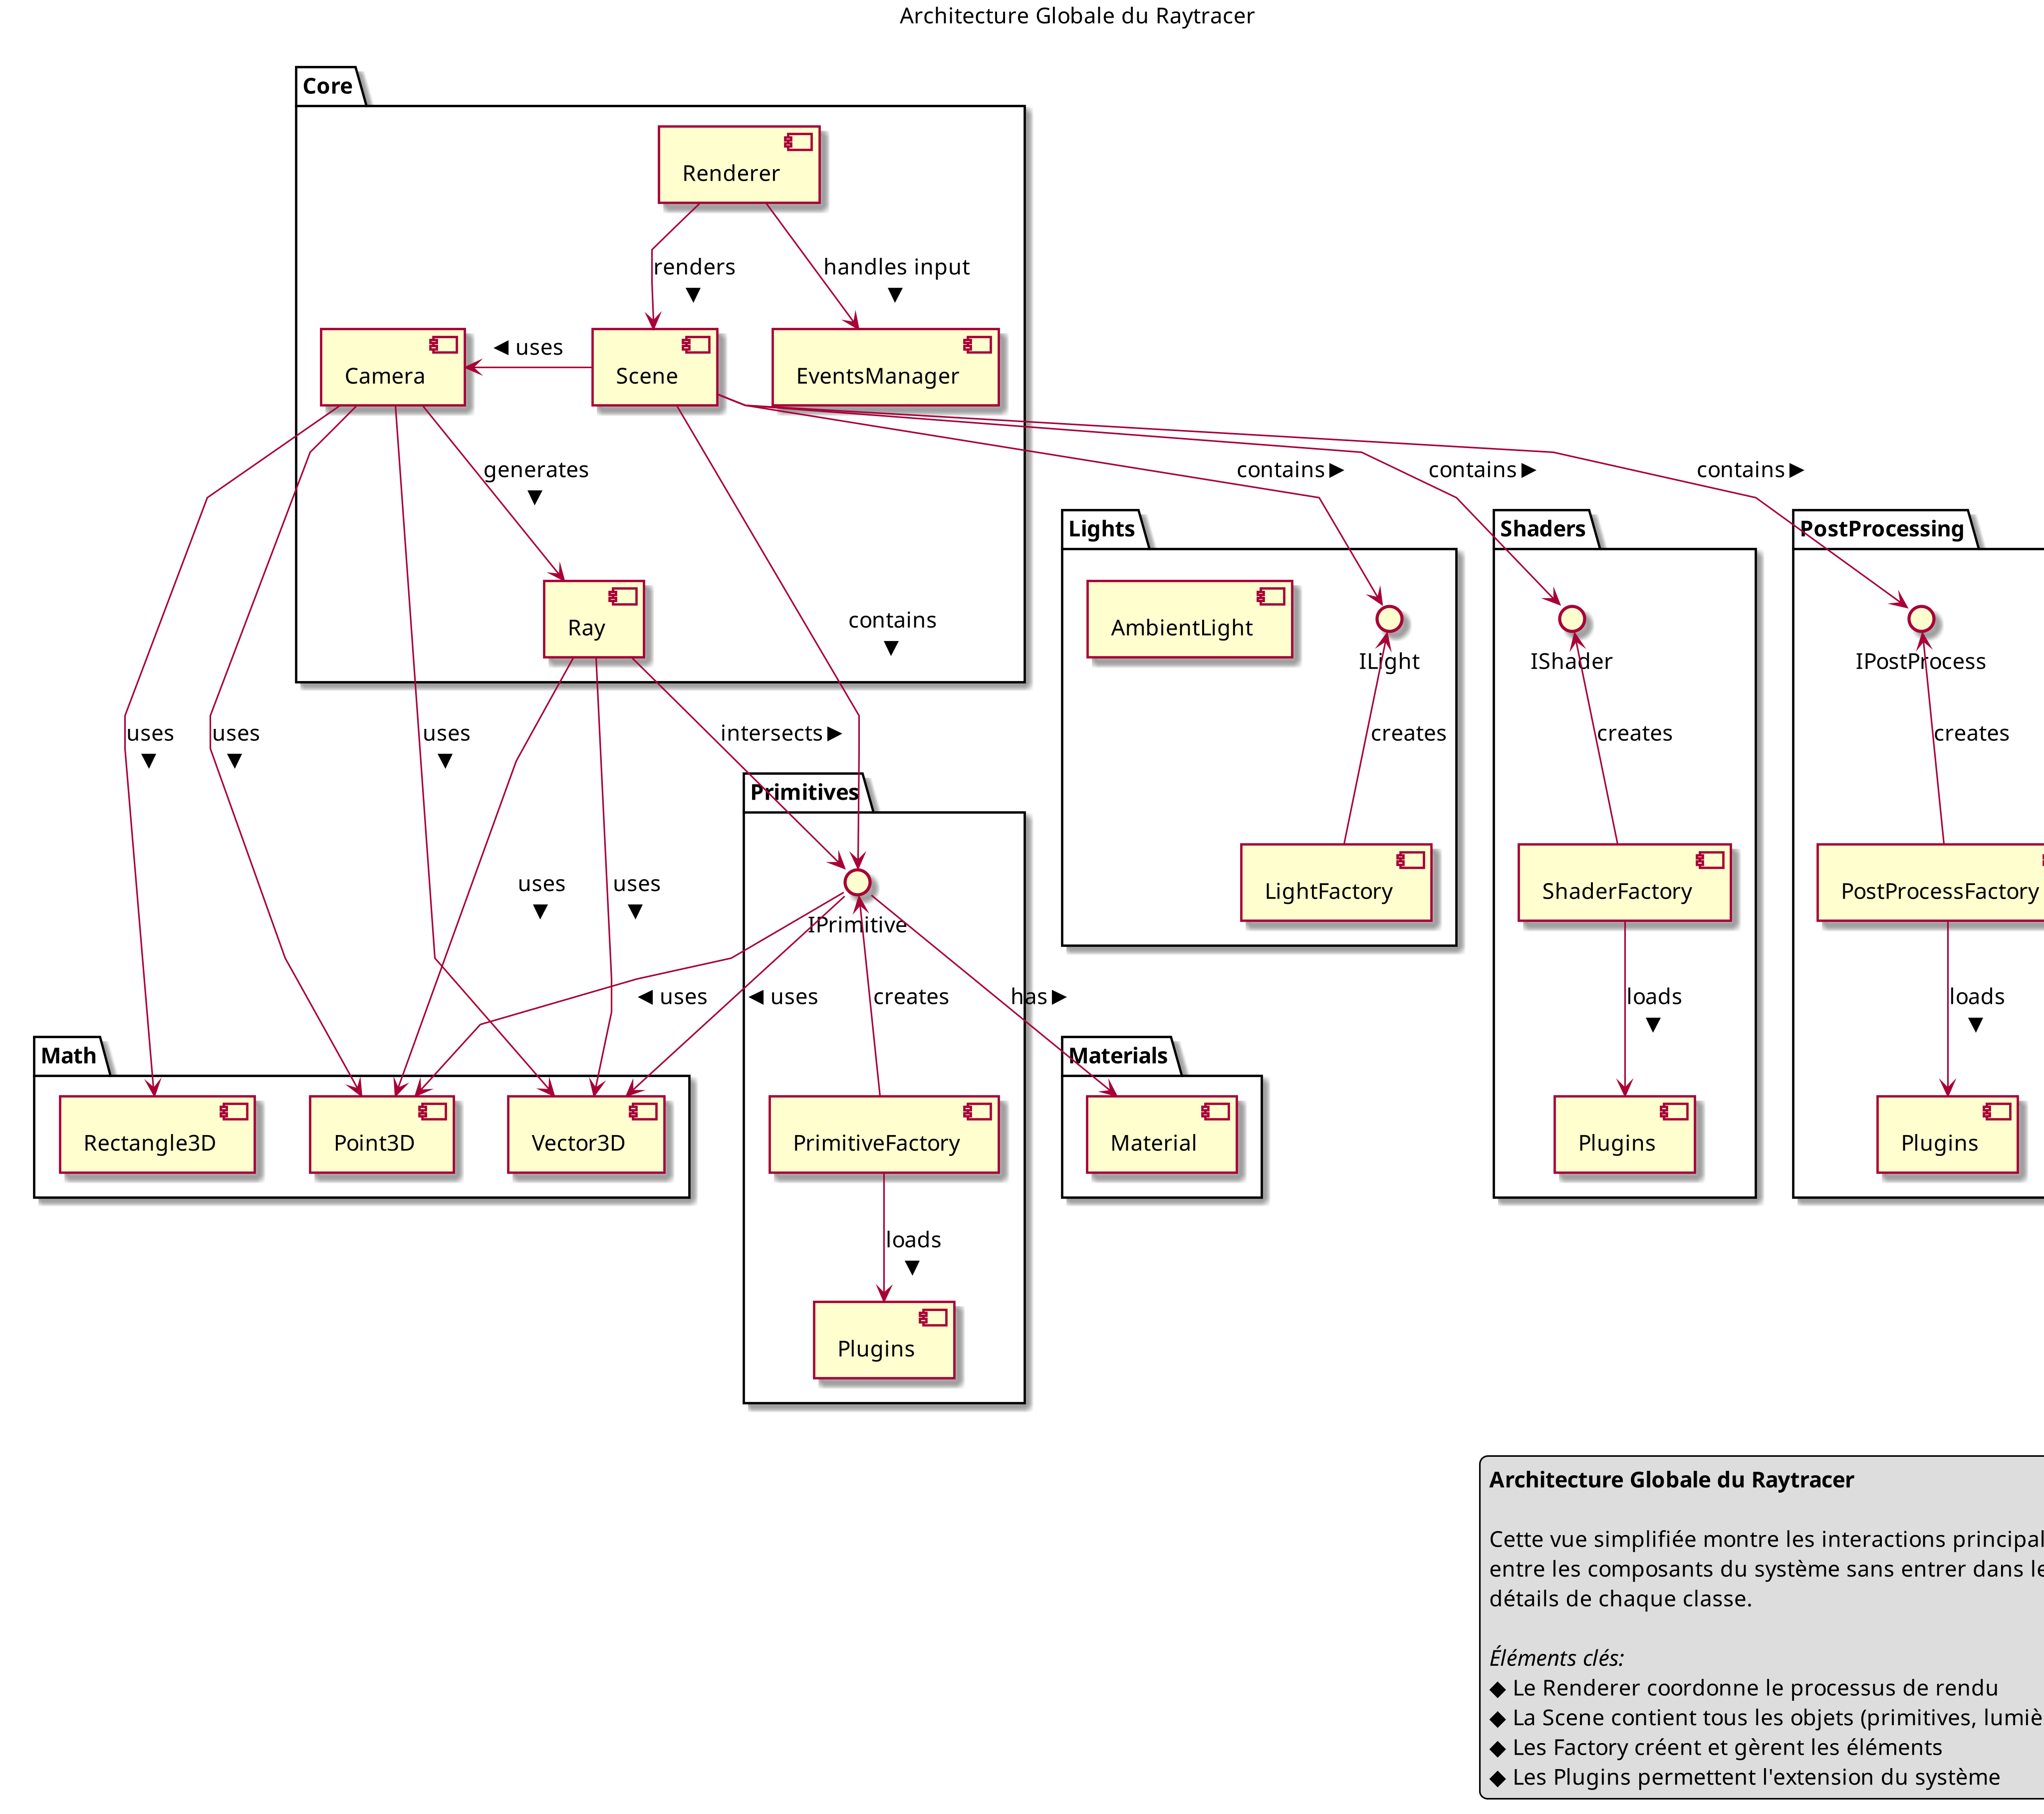 Architecture Globale du Raytracer
Core
Renderer
renders
▼
handles input
▼
Camera
◄ uses
Scene
EventsManager
generates
▼
contains ►
contains ►
contains ►
Lights
Shaders
PostProcessing
Ray
contains
▼
AmbientLight
ILight
IShader
IPostProcess
uses
▼
uses
▼
uses
▼
intersects ►
creates
creates
creates
Primitives
uses
▼
uses
▼
IPrimitive
LightFactory
ShaderFactory
PostProcessFactory
◄ uses
◄ uses
creates
has ►
loads
▼
loads
▼
Math
Materials
Rectangle3D
Point3D
Vector3D
PrimitiveFactory
Material
Plugins
Plugins
loads
▼
Plugins
Architecture Globale du Raytracer
Cette vue simplifiée montre les interactions principal
entre les composants du système sans entrer dans le
détails de chaque classe.
Éléments clés:
◆ Le Renderer coordonne le processus de rendu
◆ La Scene contient tous les objets (primitives, lumiè
◆ Les Factory créent et gèrent les éléments
◆ Les Plugins permettent l'extension du système